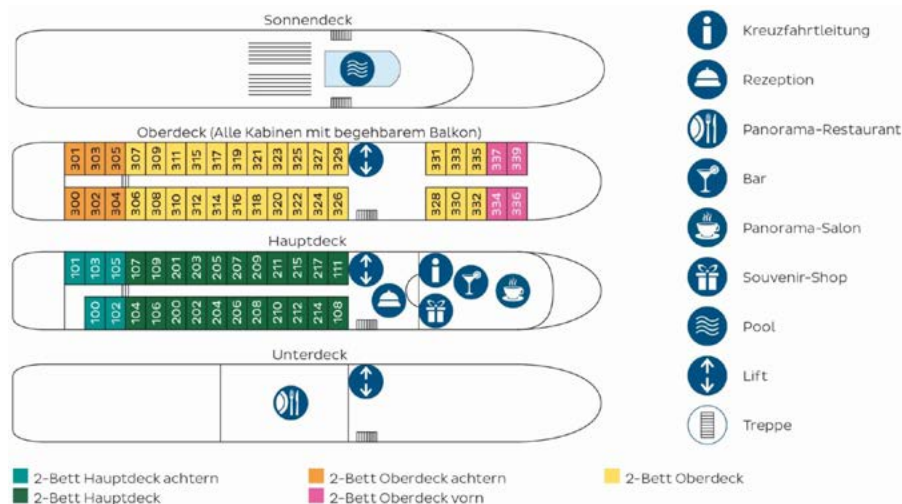 Sonnendeck
Oberdeck (Alle Kabinen mit begehbarem Balkon)
301 303 305 307 309 311 315 317 319 321 323 325 327 329 331 333 335 337 339
300 302 304 306 308 310 312 314 316 318 320 322 324 326 328 330 332 334 336
Hauptdeck
101 103 105 107 109 201 203 205 207 209 211 215 217 111
100 102 104 106 200 202 204 206 208 210 212 214 108
Unterdeck
Kreuzfahrtleitung
Rezeption
Panorama-Restaurant
Bar
Panorama-Salon
Souvenir-Shop
Pool
Lift
Treppe
2-Bett Hauptdeck achtern
2-Bett Oberdeck achtern
2-Bett Oberdeck
2-Bett Hauptdeck
2-Bett Oberdeck vorn